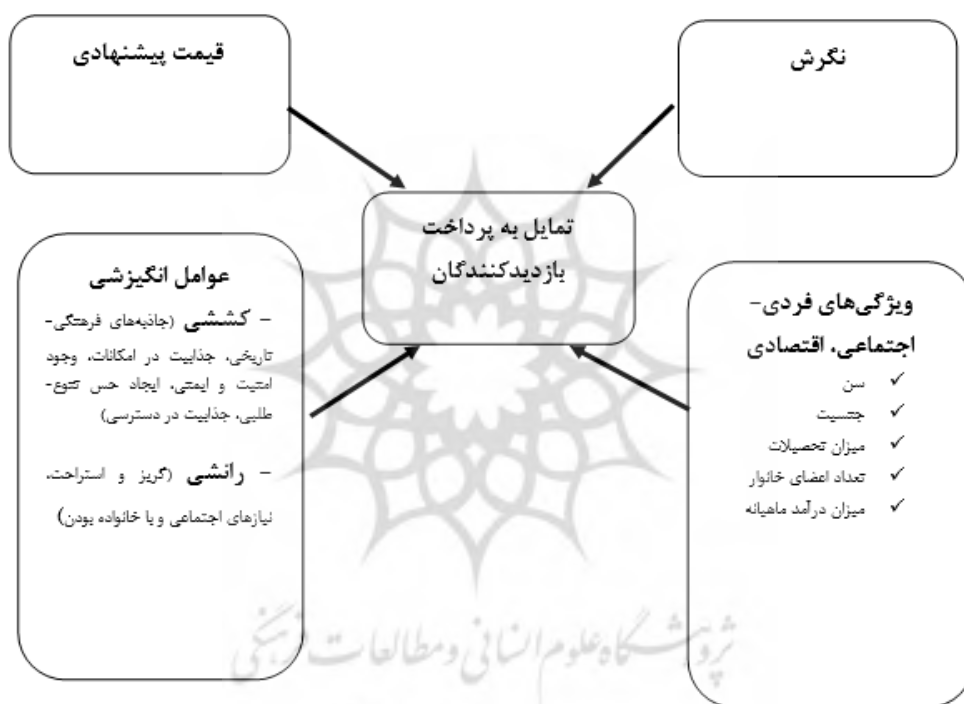 نگرش
قیمت پیشنهادی
تمایل به پرداخت
بازدیدکنندگان
ویژگی‌های فردی-
اجتماعی، اقتصادی
✓ سن
✓ جنسیت
✓ میزان تحصیلات
✓ تعداد اعضای خانوار
✓ میزان درآمد ماهیانه
عوامل انگیزشی
- کششی (جاذبه‌های فرهنگی-
تاریخی، جذابیت در امکانات، وجود
امنیت و ایمنی، ایجاد حس تنوع-
طلبی، جذابیت در دسترسی)
- رانشی (گریز و استراحت،
نیازهای اجتماعی و با خانواده بودن)
پژوهشگاه علوم انسانی و مطالعات فرهنگی